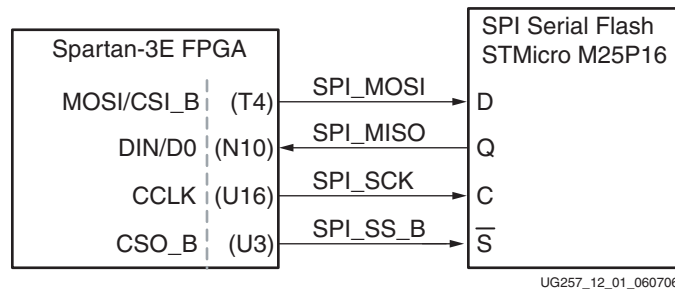 SPI Serial Flash
STMicro M25P16
Spartan-3E FPGA
MOSI/CSI_B (T4) SPI_MOSI D
DIN/D0 (N10) SPI_MISO Q
CCLK (U16) SPI_SCK C
CSO_B (U3) SPI_SS_B S̅
UG257_12_01_060706